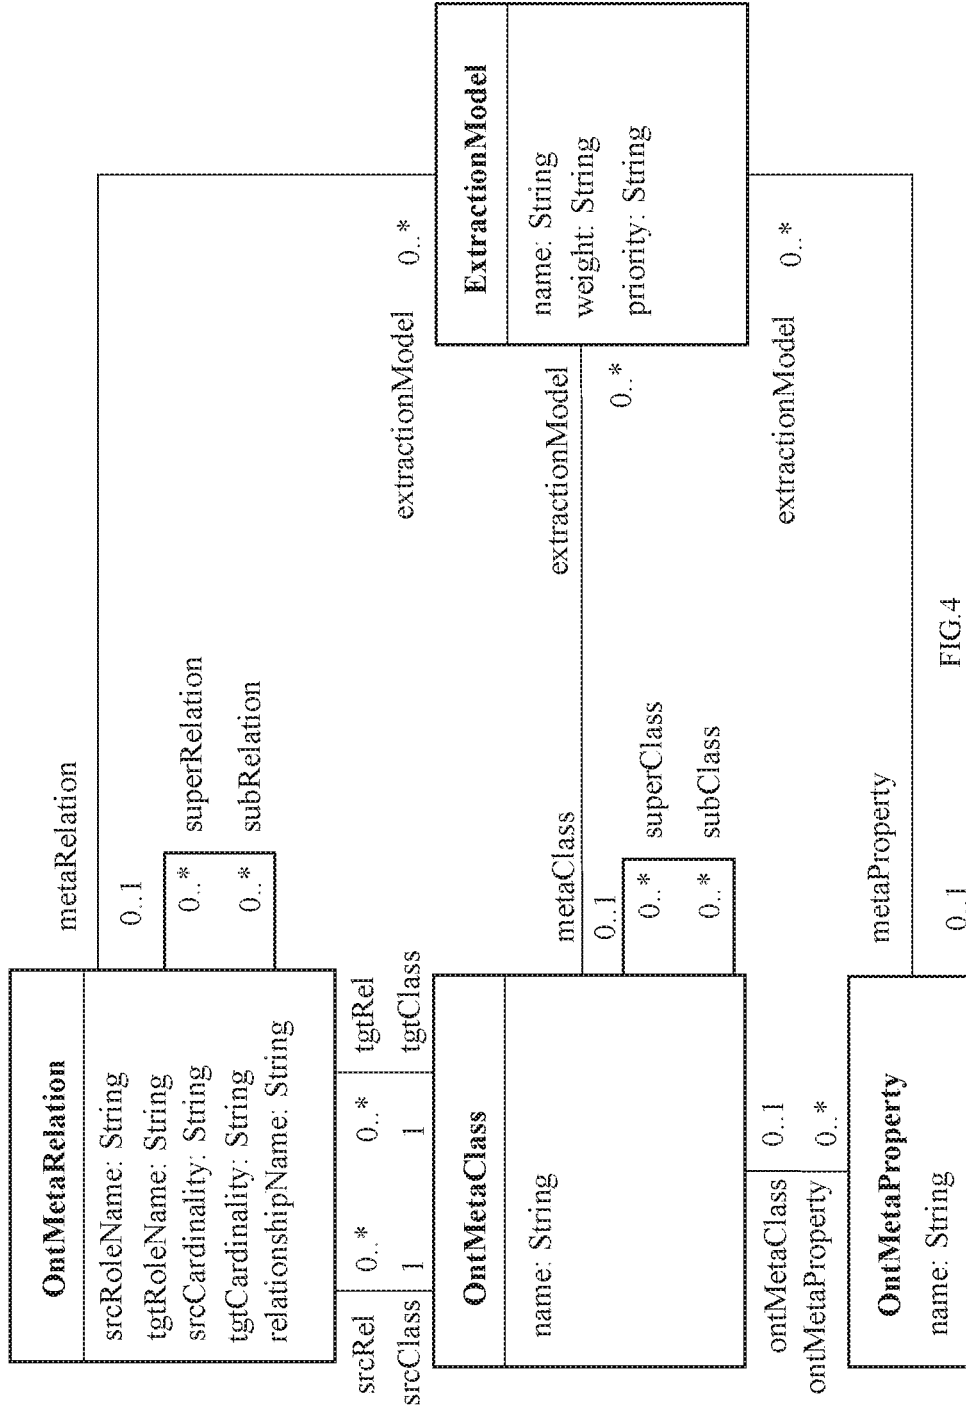 OntMetaRelation
srcRoleName: String
tgtRoleName: String
srcCardinality: String
tgtCardinality: String
relationshipName: String
metaRelation
0..1
0..*
superRelation
0..*
subRelation
extractionModel
0..*
srcRel
0..*
0..*
tgtRel
srcClass
1
1
tgtClass
OntMetaClass
name: String
metaClass
0..1
0..*
superClass
0..*
subClass
extractionModel
0..*
ExtractionModel
name: String
weight: String
priority: String
ontMetaClass
0..1
ontMetaProperty
0..*
extractionModel
0..*
OntMetaProperty
name: String
metaProperty
0..1
FIG.4